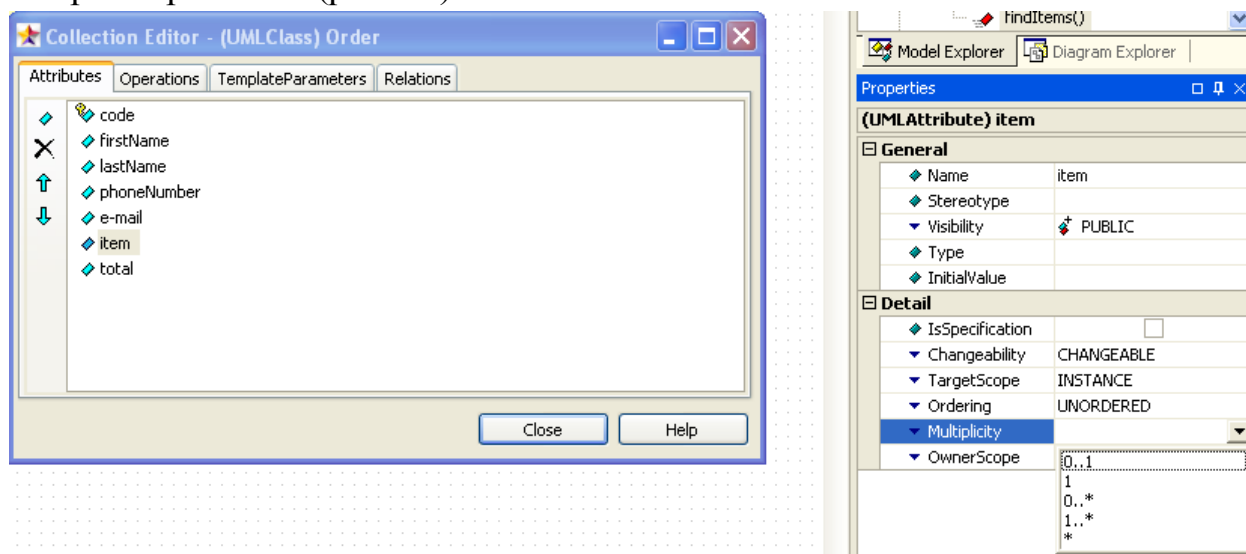 Collection Editor - (UMLClass) Order
Attributes Operations TemplateParameters Relations
code
firstName
lastName
phoneNumber
e-mail
item
total
Close Help
findItems()
Model Explorer Diagram Explorer
Properties
(UMLAttribute) item
General
Name item
Stereotype
Visibility PUBLIC
Type
InitialValue
Detail
IsSpecification
Changeability CHANGEABLE
TargetScope INSTANCE
Ordering UNORDERED
Multiplicity
OwnerScope
0..1
1
0..*
1..*
*